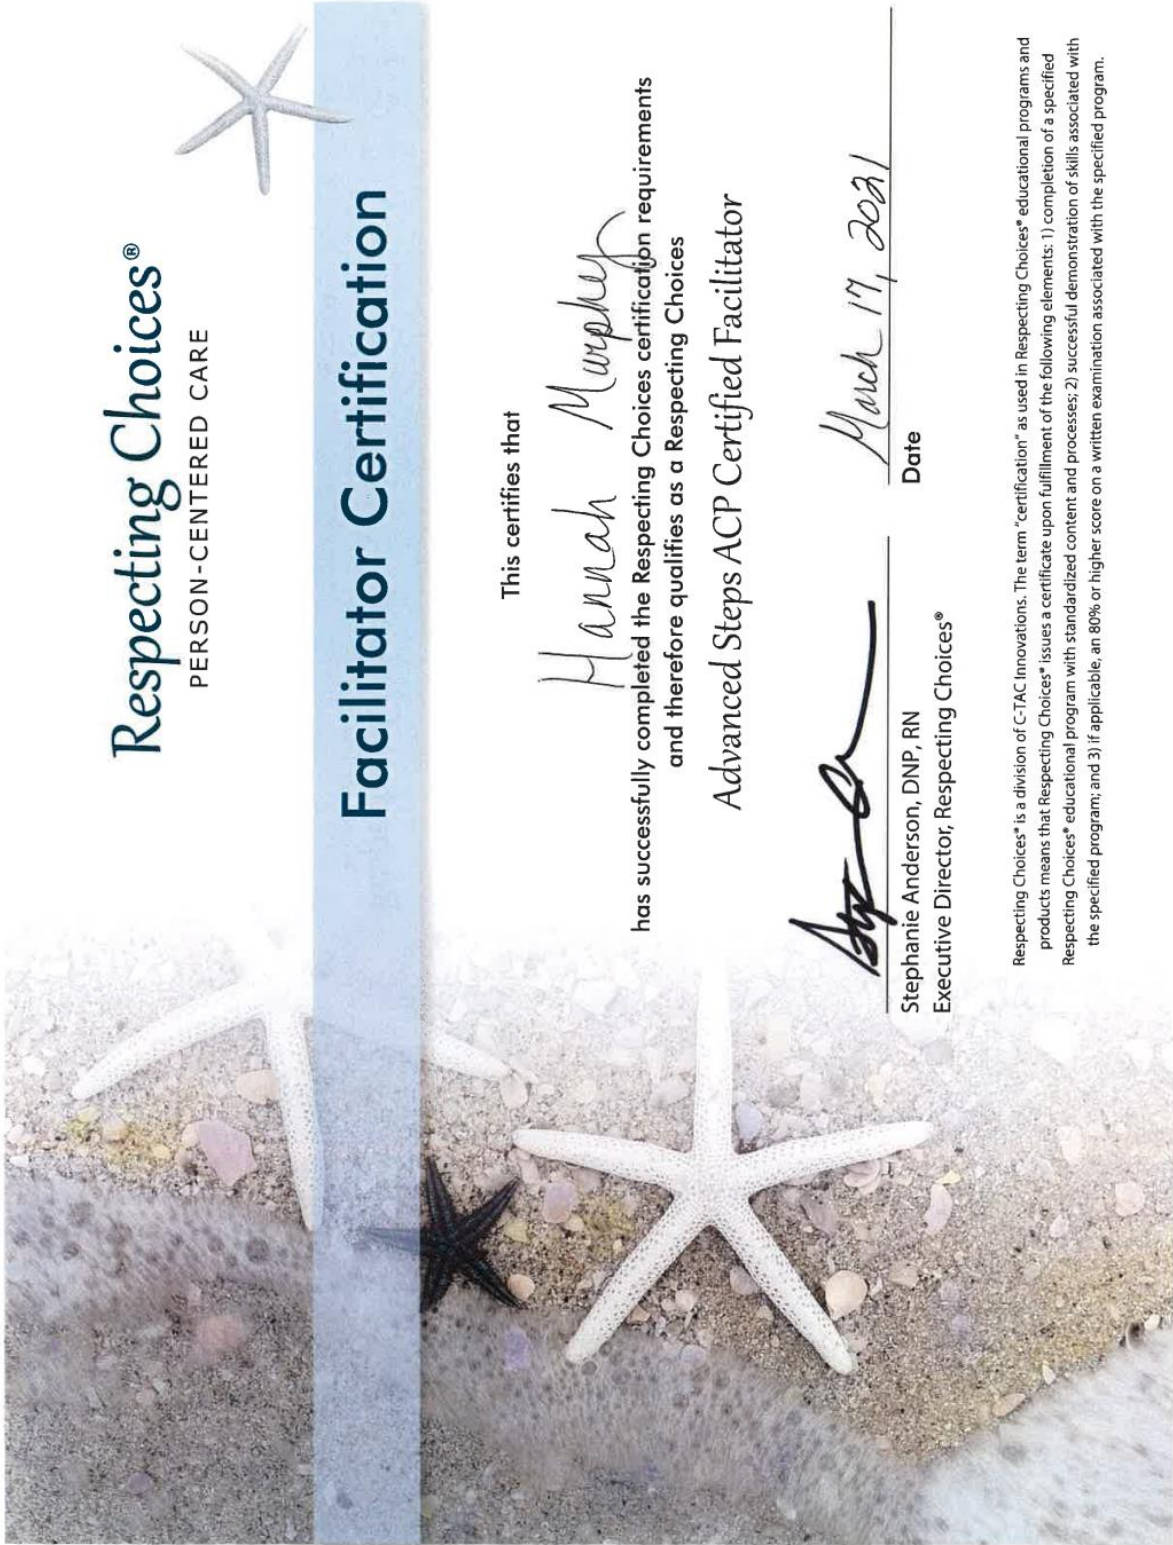 Respecting Choices®
PERSON-CENTERED CARE
Facilitator Certification
This certifies that
Hannah Murphey
has successfully completed the Respecting Choices certification requirements
and therefore qualifies as a Respecting Choices
Advanced Steps ACP Certified Facilitator
March 17, 2021
Stephanie Anderson, DNP, RN
Executive Director, Respecting Choices®
Date
Respecting Choices® is a division of C-TAC Innovations. The term "certification" as used in Respecting Choices® educational programs and
products means that Respecting Choices® issues a certificate upon fulfillment of the following elements: 1) completion of a specified
Respecting Choices® educational program with standardized content and processes; 2) successful demonstration of skills associated with
the specified program; and 3) if applicable, an 80% or higher score on a written examination associated with the specified program.